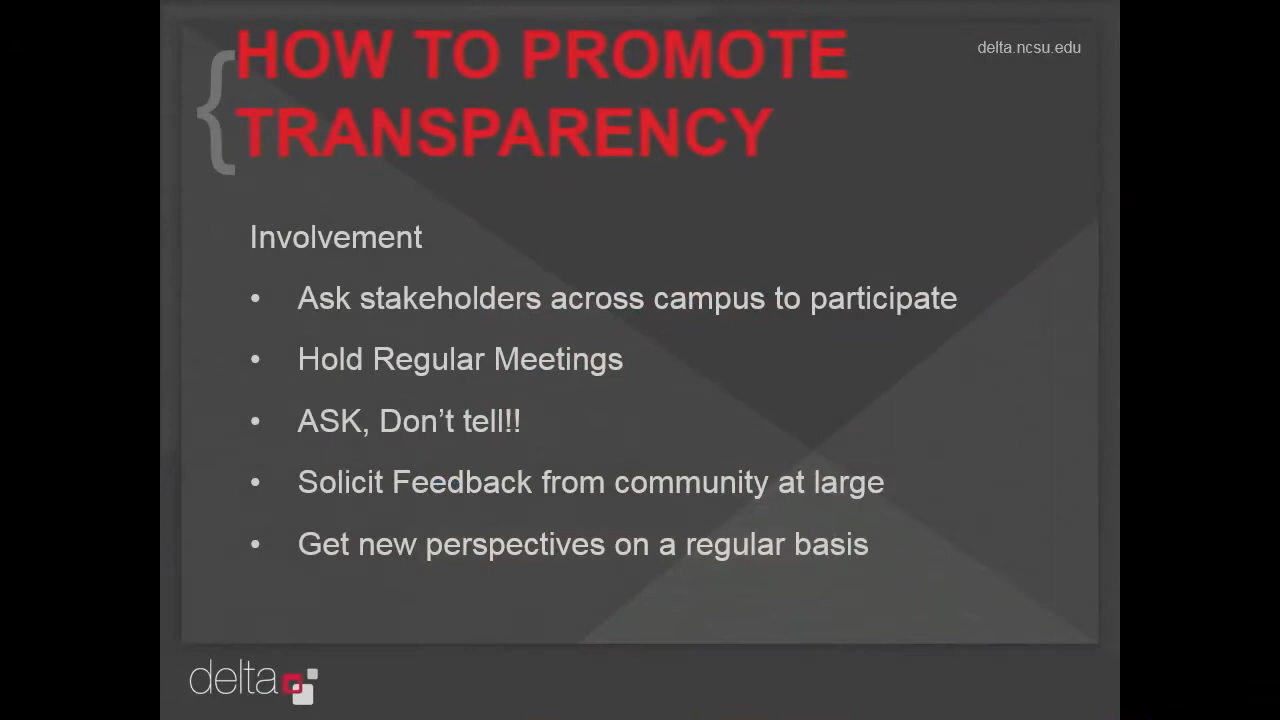 HOW TO PROMOTE
TRANSPARENCY
delta.ncsu.edu
Involvement
• Ask stakeholders across campus to participate
• Hold Regular Meetings
• ASK, Don’t tell!!
• Solicit Feedback from community at large
• Get new perspectives on a regular basis
delta